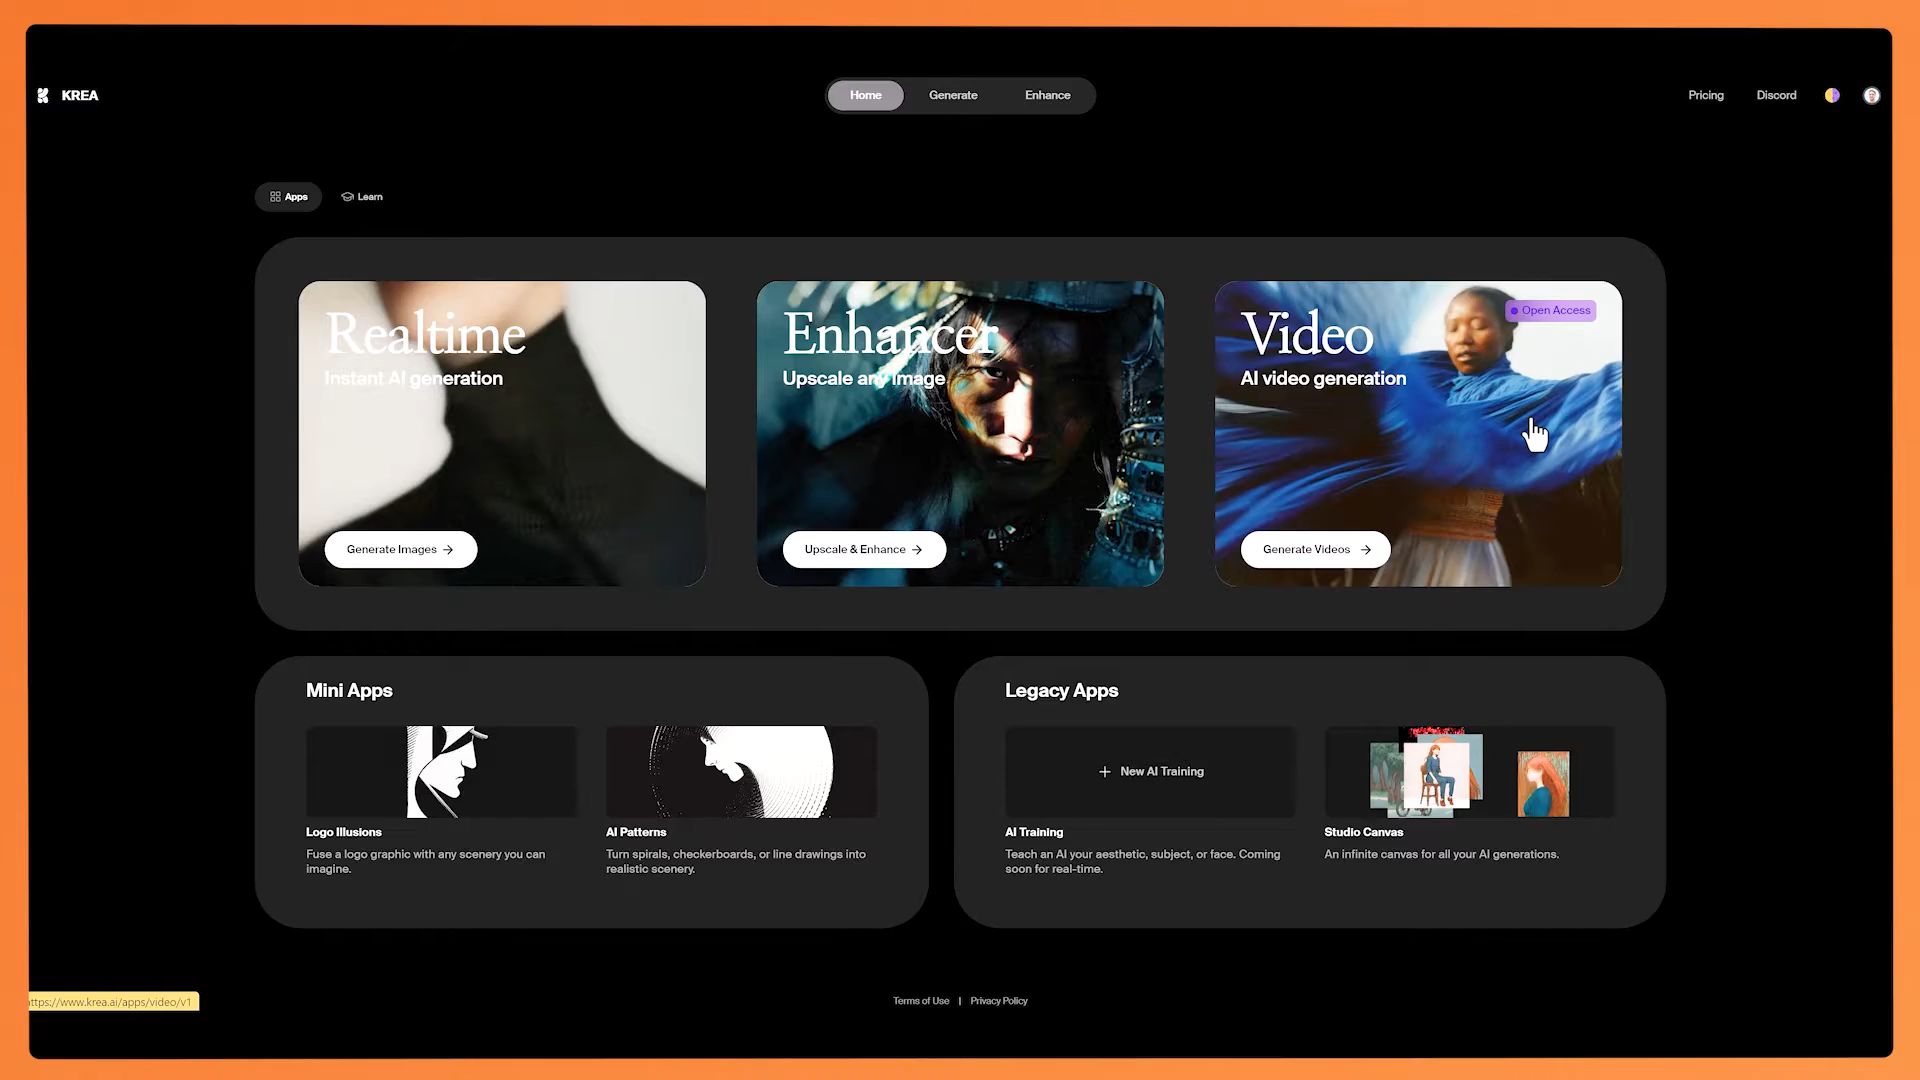 KREA
Home
Generate
Enhance
Pricing
Discord
Apps
Learn
Realtime
Instant AI generation
Generate Images
Enhancer
Upscale any image
Upscale & Enhance
Video
Open Access
AI video generation
Generate Videos
Mini Apps
Logo Illusions
Fuse a logo graphic with any scenery you can
imagine.
AI Patterns
Turn spirals, checkerboards, or line drawings into
realistic scenery.
Legacy Apps
New AI Training
AI Training
Teach an AI your aesthetic, subject, or face. Coming
soon for real-time.
Studio Canvas
An infinite canvas for all your AI generations.
ttps://www.krea.ai/apps/video/v1
Terms of Use | Privacy Policy